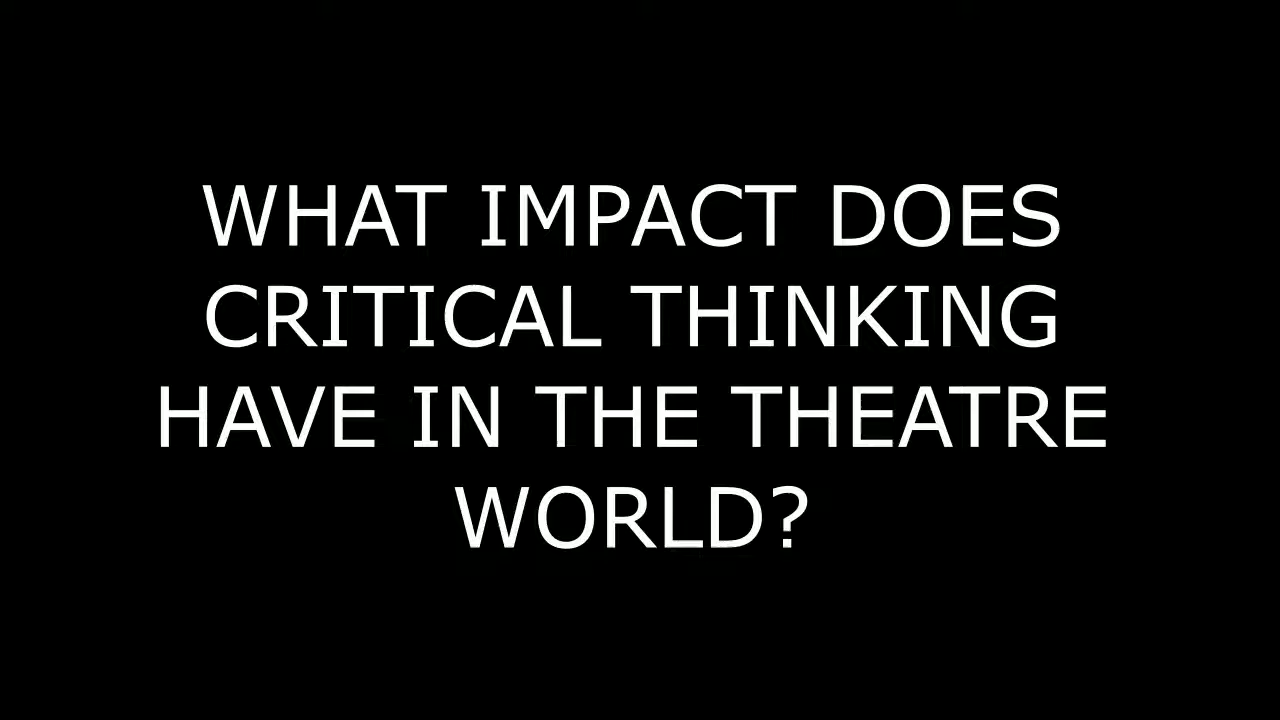 WHAT IMPACT DOES
CRITICAL THINKING
HAVE IN THE THEATRE
WORLD?